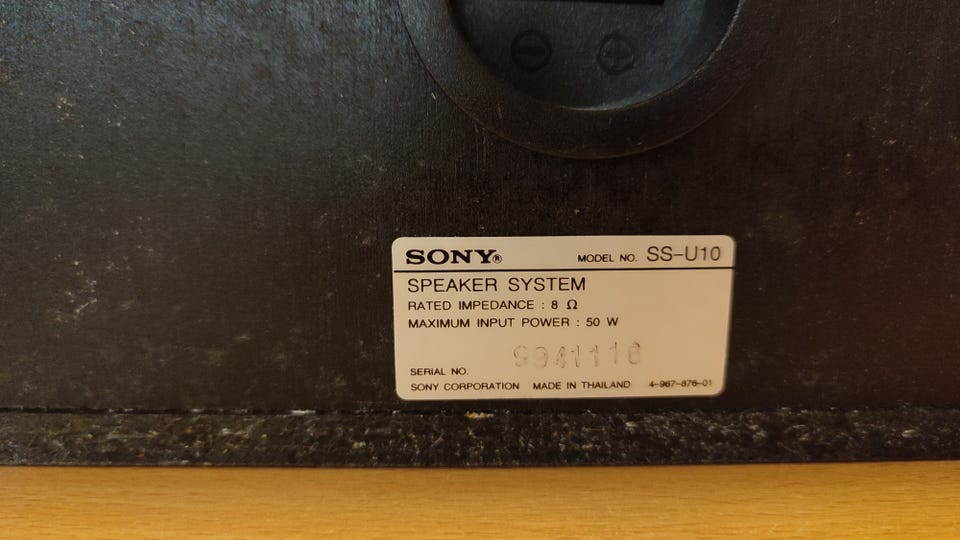 SONY®
MODEL NO. SS-U10
SPEAKER SYSTEM
RATED IMPEDANCE : 8 Ω
MAXIMUM INPUT POWER : 50 W
SERIAL NO.
SONY CORPORATION MADE IN THAILAND 4-967-876-01